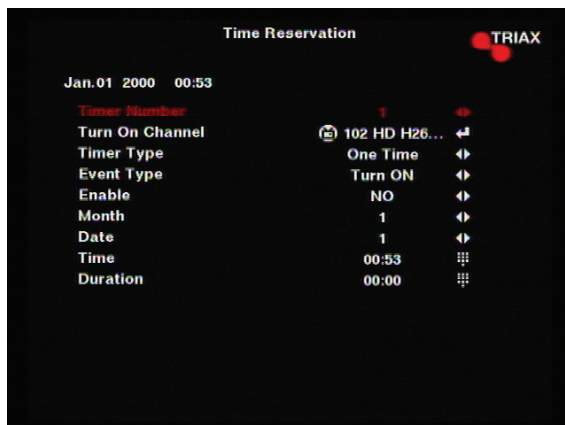 Time Reservation
TRIAX
Jan.01 2000 00:53
Timer Number 1
Turn On Channel 102 HD H26...
Timer Type One Time
Event Type Turn ON
Enable NO
Month 1
Date 1
Time 00:53
Duration 00:00